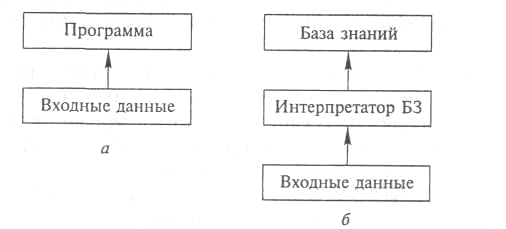 Программа
Входные данные
а
База знаний
Интерпретатор БЗ
Входные данные
б